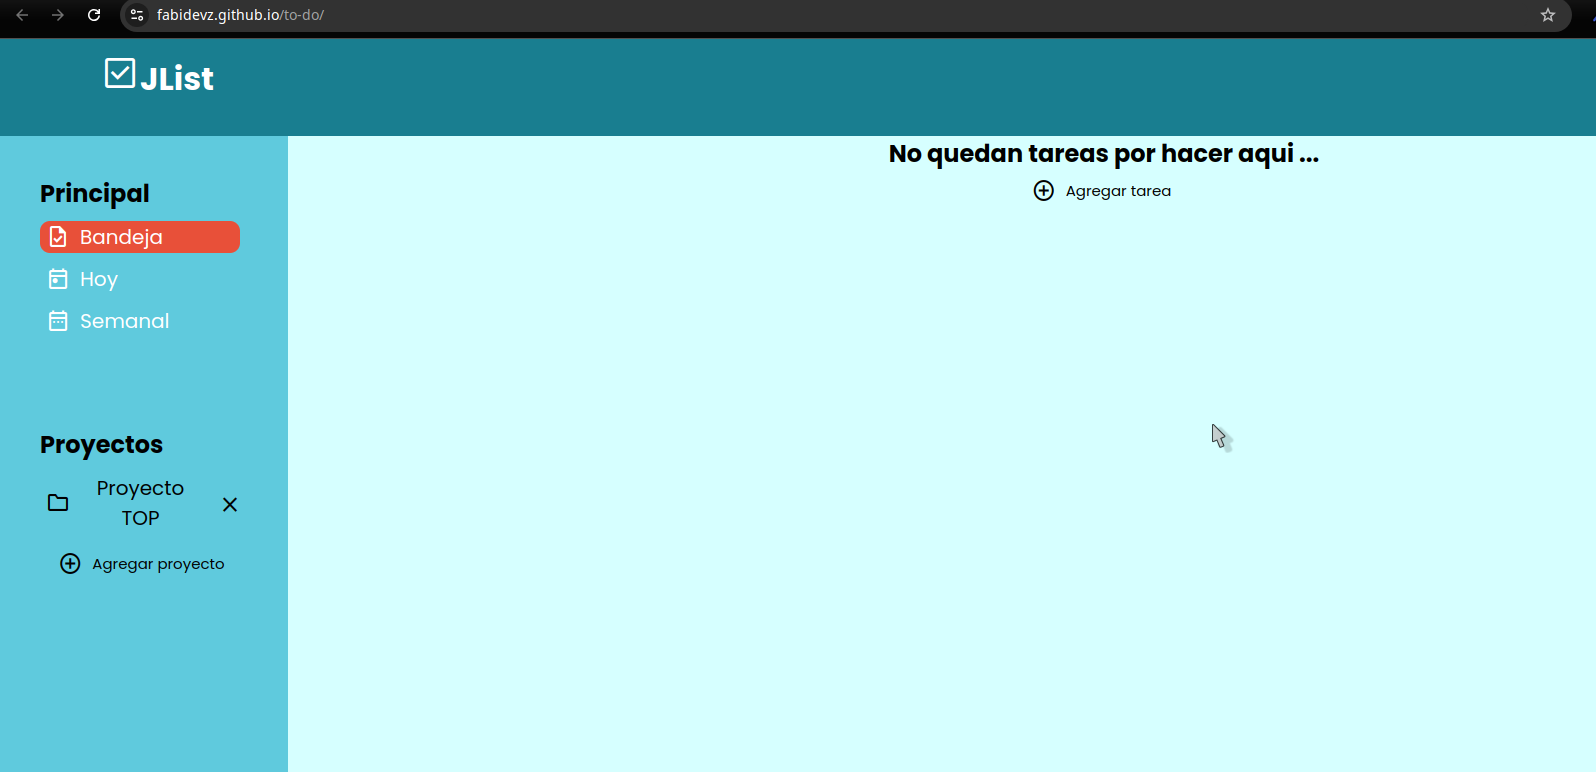 fabidevz.github.io/to-do/
JList
Principal
Bandeja
Hoy
Semanal
Proyectos
Proyecto
TOP
Agregar proyecto
No quedan tareas por hacer aqui ...
Agregar tarea